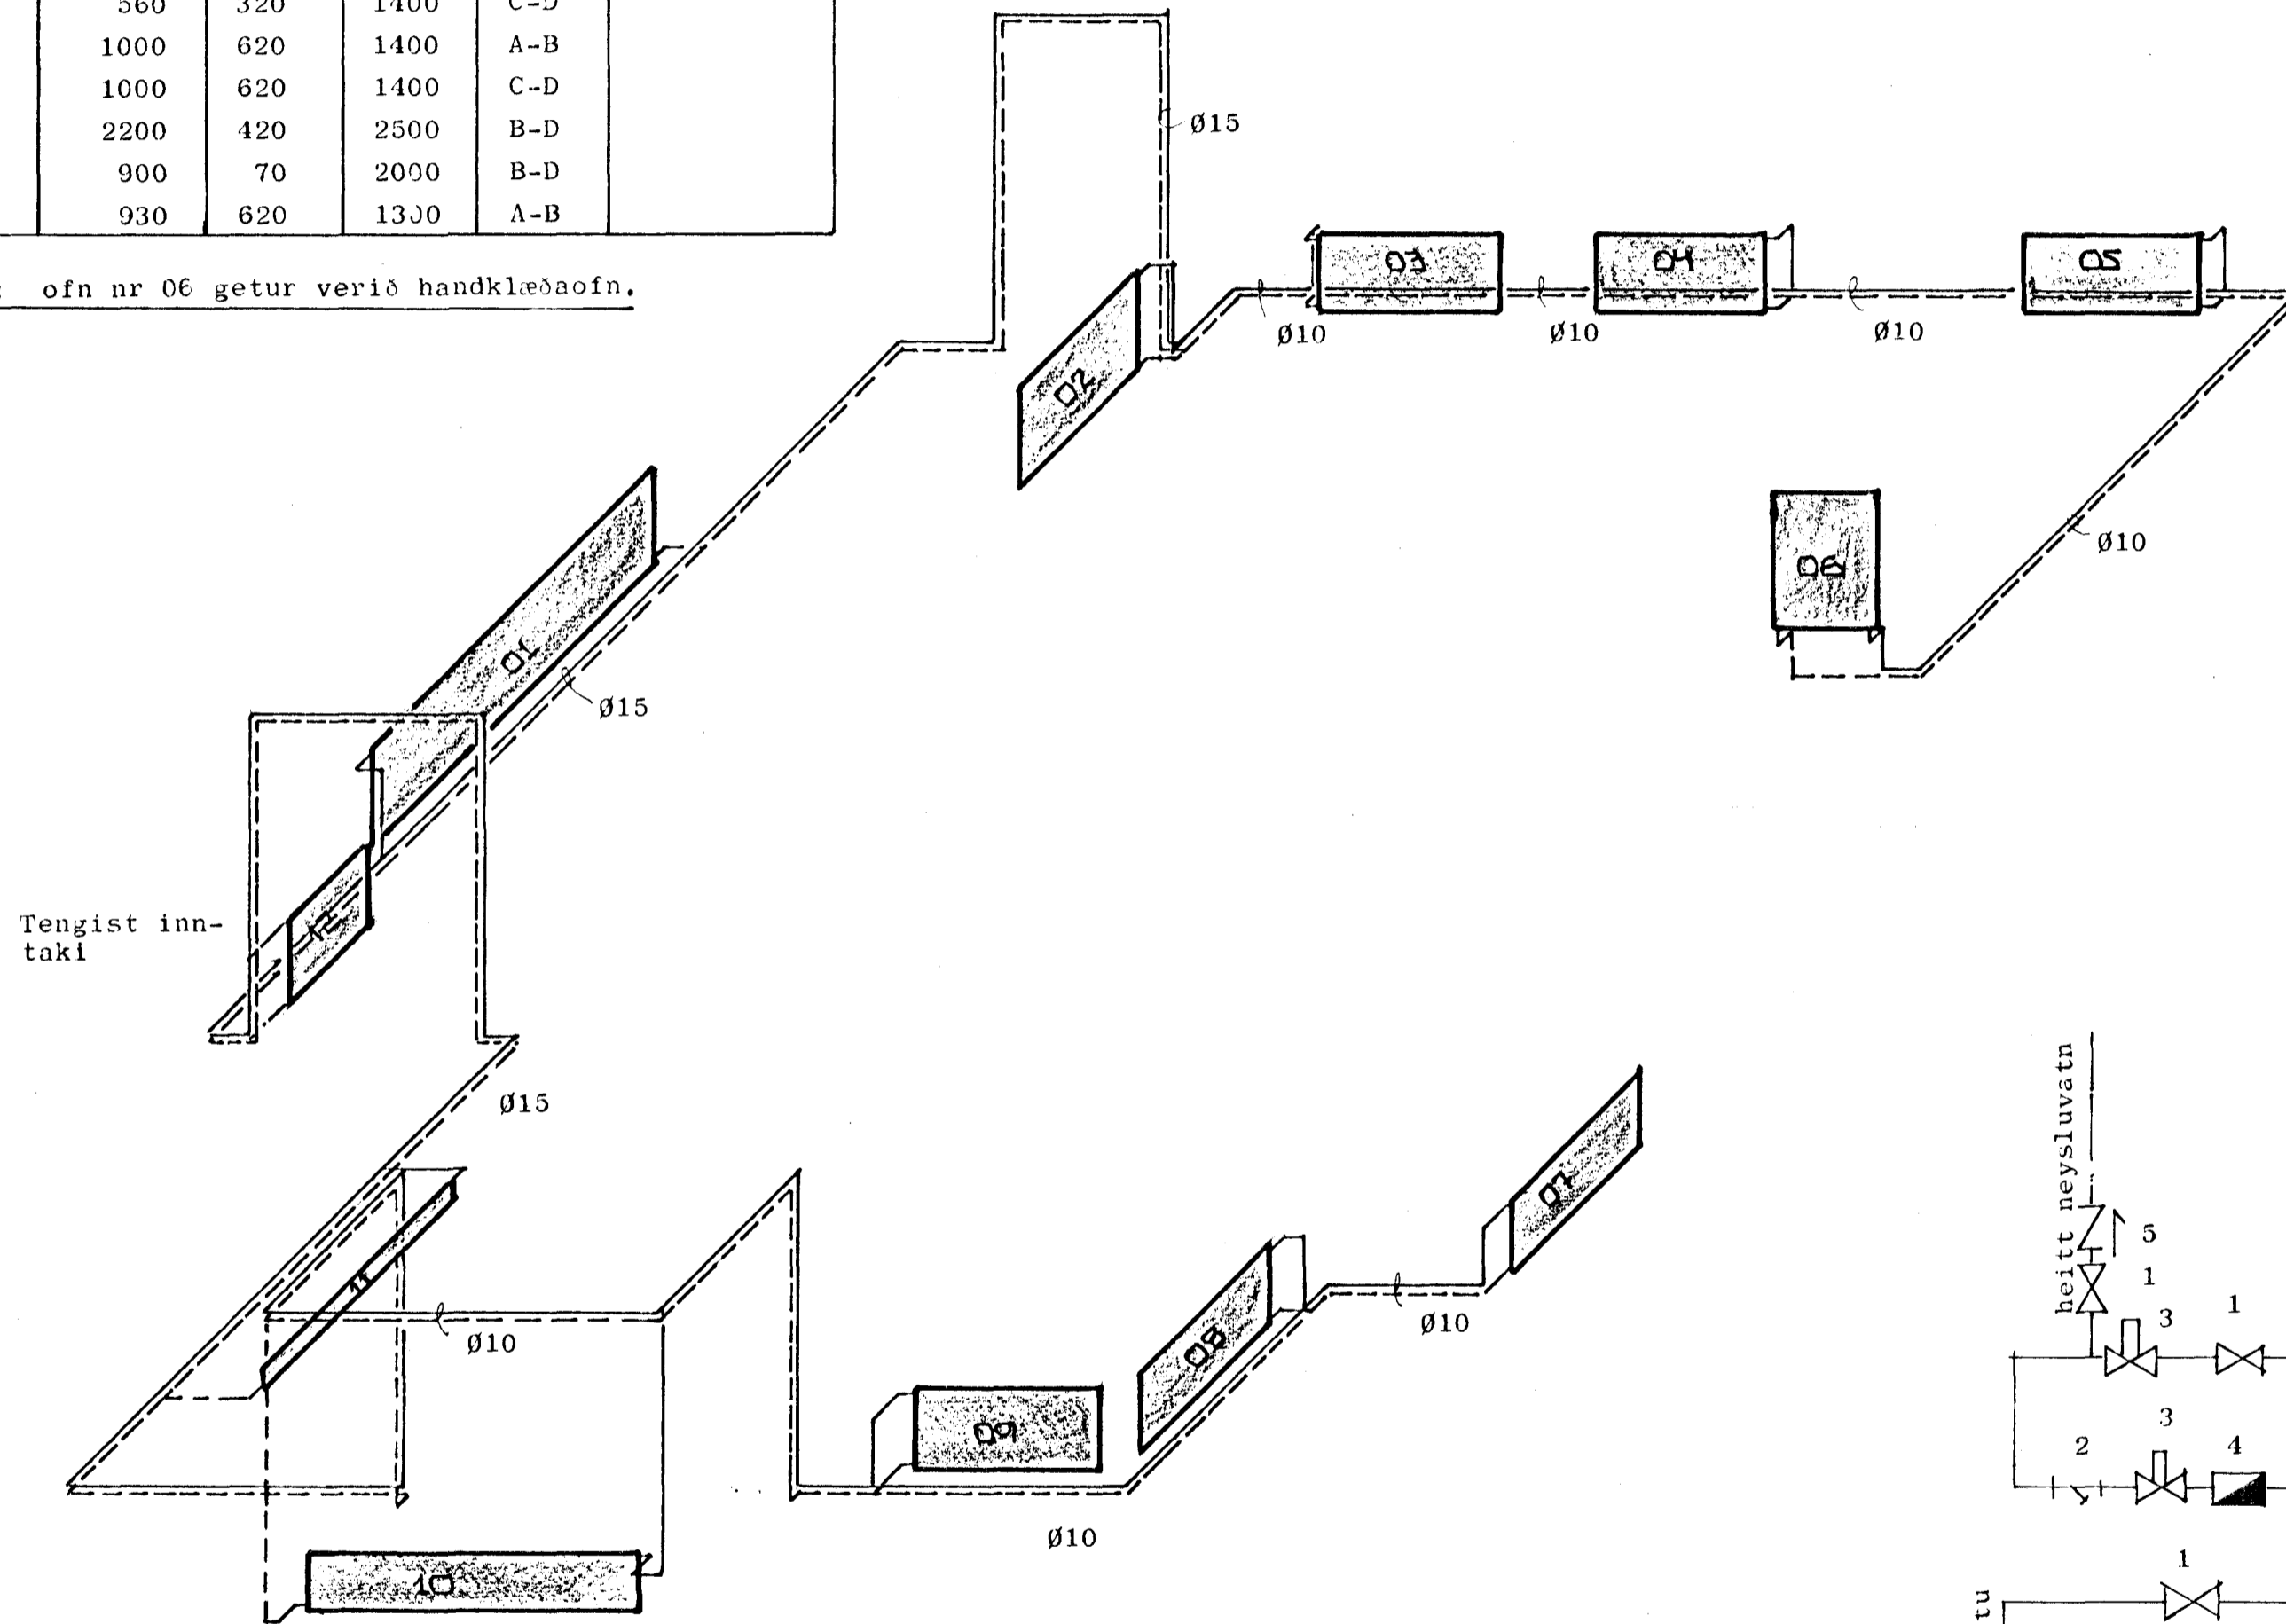 560 320 1400 C-D
1000 620 1400 A-B
1000 620 1400 C-D
2200 420 2500 B-D
900 70 2000 B-D
930 620 1300 A-B
ofn nr 06 getur verið handklæðaofn.
Ø15
03
04
05
Ø10
Ø10
Ø10
02
Ø10
06
01
Ø15
12
Tengist inn-
taki
Ø15
11
Ø10
07
08
Ø10
09
Ø10
10
heitt neysluvatn
5
1
3
1
3
2
4
1
tu